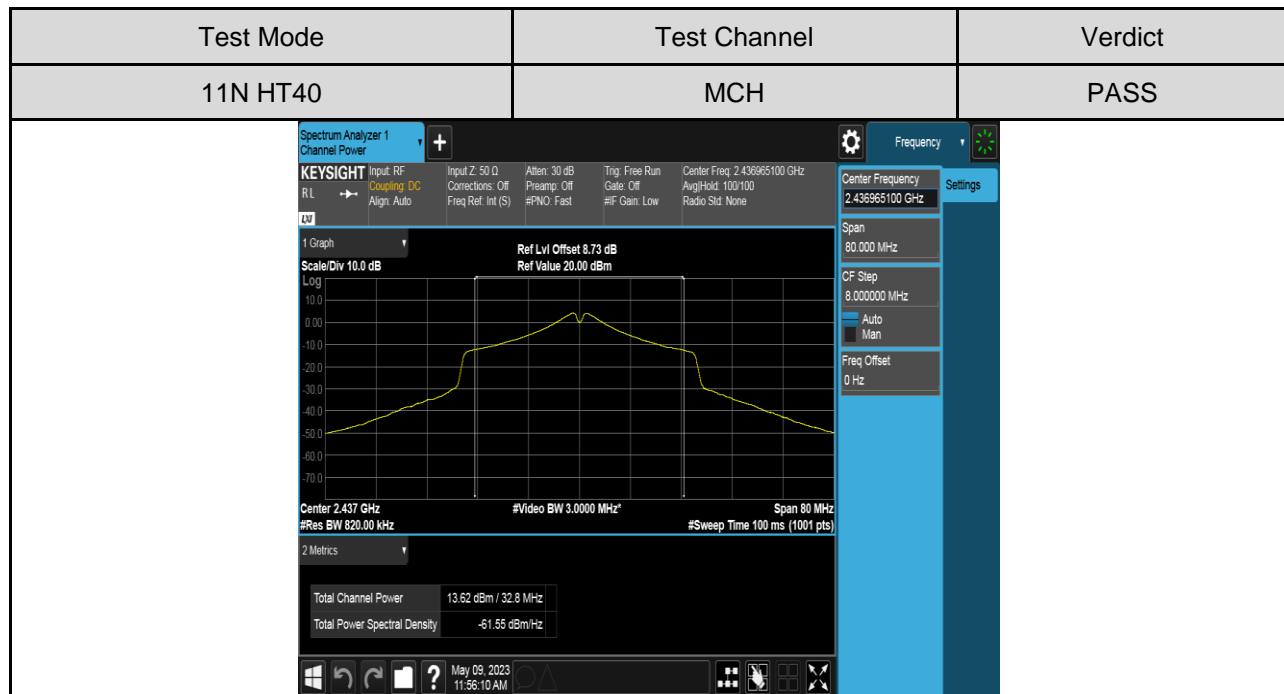 Test Mode Test Channel Verdict
11N HT40 MCH PASS
Spectrum Analyzer 1
Channel Power
Frequency
KEYSIGHT Input: RF Input Z: 50 Ω Atten: 30 dB Trig: Free Run Center Freq: 2.436965100 GHz
R L Coupling: DC Corrections: Off Preamp: Off Gate: Off Avg|Hold: 100/100
Align: Auto Freq Ref: Int (S) #PNO: Fast #IF Gain: Low Radio Std: None
LXI
Center Frequency
2.436965100 GHz
Settings
Span
80.000 MHz
CF Step
8.000000 MHz
Auto
Man
Freq Offset
0 Hz
1 Graph Ref Lvl Offset 8.73 dB
Scale/Div 10.0 dB Ref Value 20.00 dBm
Log
10.0
0.00
-10.0
-20.0
-30.0
-40.0
-50.0
-60.0
-70.0
Center 2.437 GHz #Video BW 3.0000 MHz* Span 80 MHz
#Res BW 820.00 kHz #Sweep Time 100 ms (1001 pts)
2 Metrics
Total Channel Power 13.62 dBm / 32.8 MHz
Total Power Spectral Density -61.55 dBm/Hz
May 09, 2023
11:56:10 AM